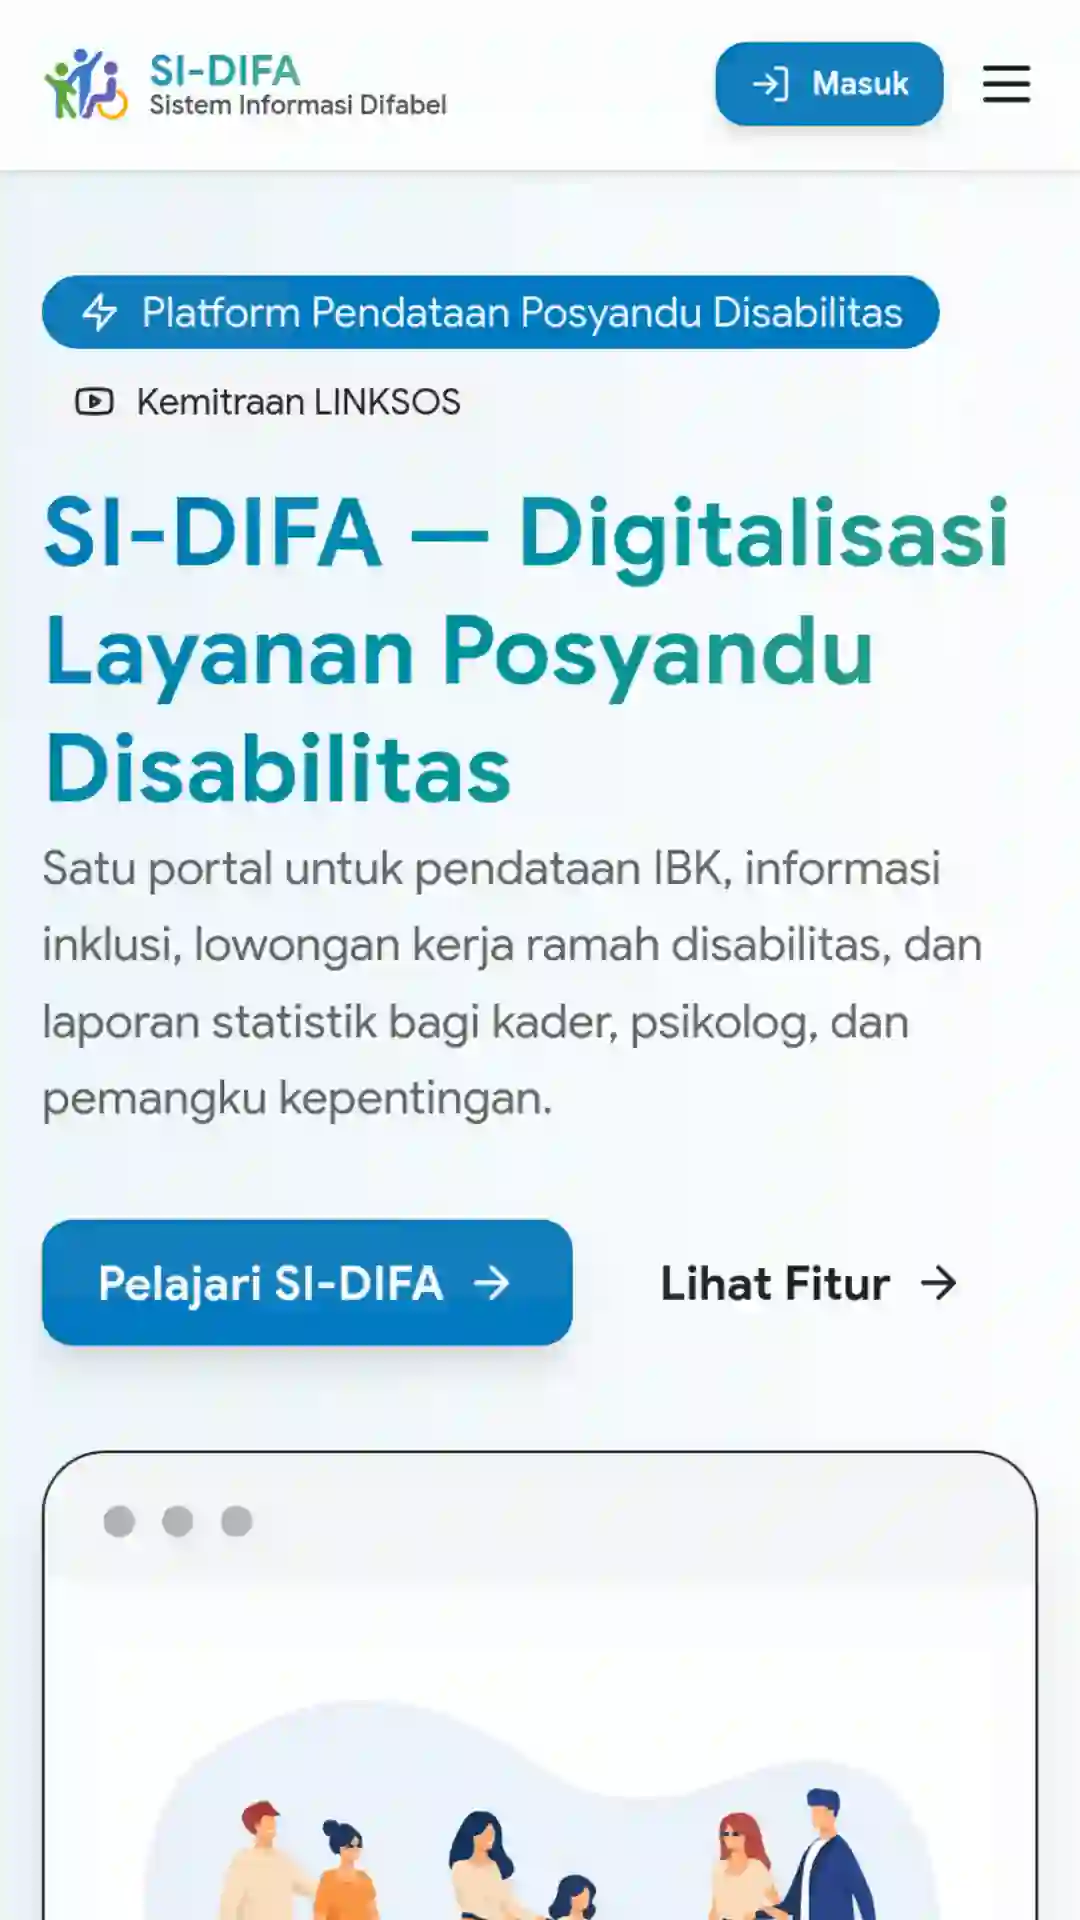 SI-DIFA
Sistem Informasi Difabel
Masuk
Platform Pendataan Posyandu Disabilitas
Kemitraan LINKSOS
SI-DIFA — Digitalisasi
Layanan Posyandu
Disabilitas
Satu portal untuk pendataan IBK, informasi
inklusi, lowongan kerja ramah disabilitas, dan
laporan statistik bagi kader, psikolog, dan
pemangku kepentingan.
Pelajari SI-DIFA
Lihat Fitur